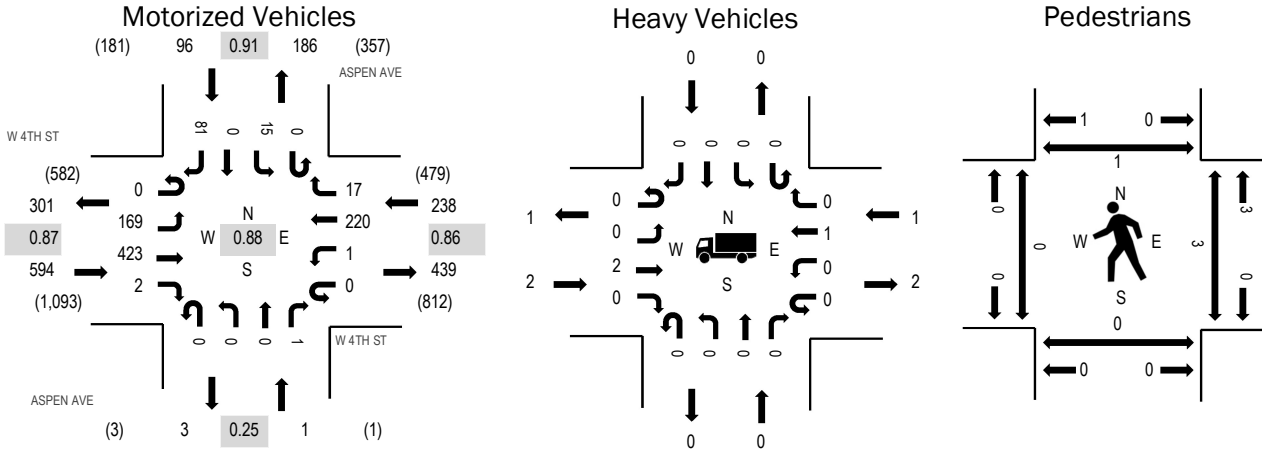 Motorized Vehicles
(181) 96 0.91 186 (357)
ASPEN AVE
81 0 15 0
W 4TH ST
(582) 0 17 (479)
301 169 N 220 238
0.87 W 0.88 E 0.86
594 423 S 1 439
(1,093) 2 0 (812)
0 0 0 1
W 4TH ST
ASPEN AVE
(3) 3 0.25 1 (1)
Heavy Vehicles
0 0
0 0 0 0
0 0
1 0 N 1 1
W E
2 2 S 0 2
0 0
0 0 0 0
0 0
Pedestrians
1 0
1
N
0 3
W E
0 3
0 0
S
0
0 0